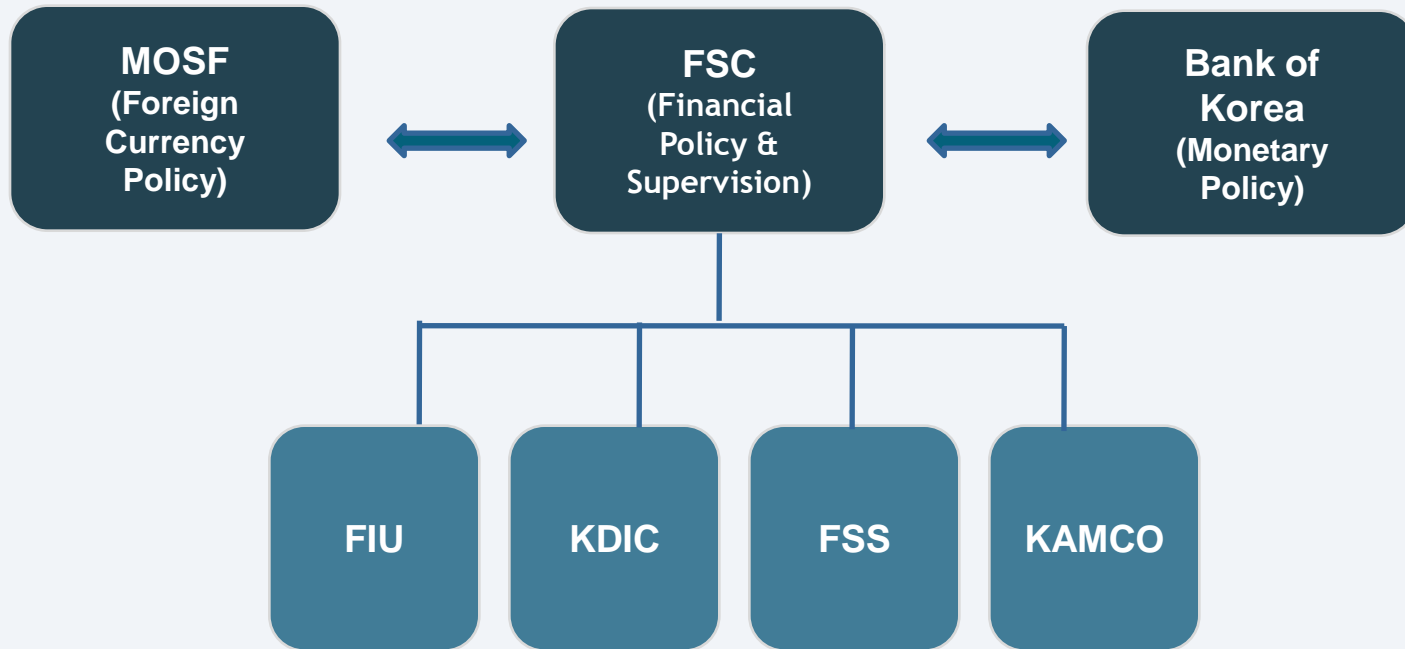 MOSF
(Foreign
Currency
Policy)
FSC
(Financial
Policy &
Supervision)
Bank of
Korea
(Monetary
Policy)
FIU
KDIC
FSS
KAMCO